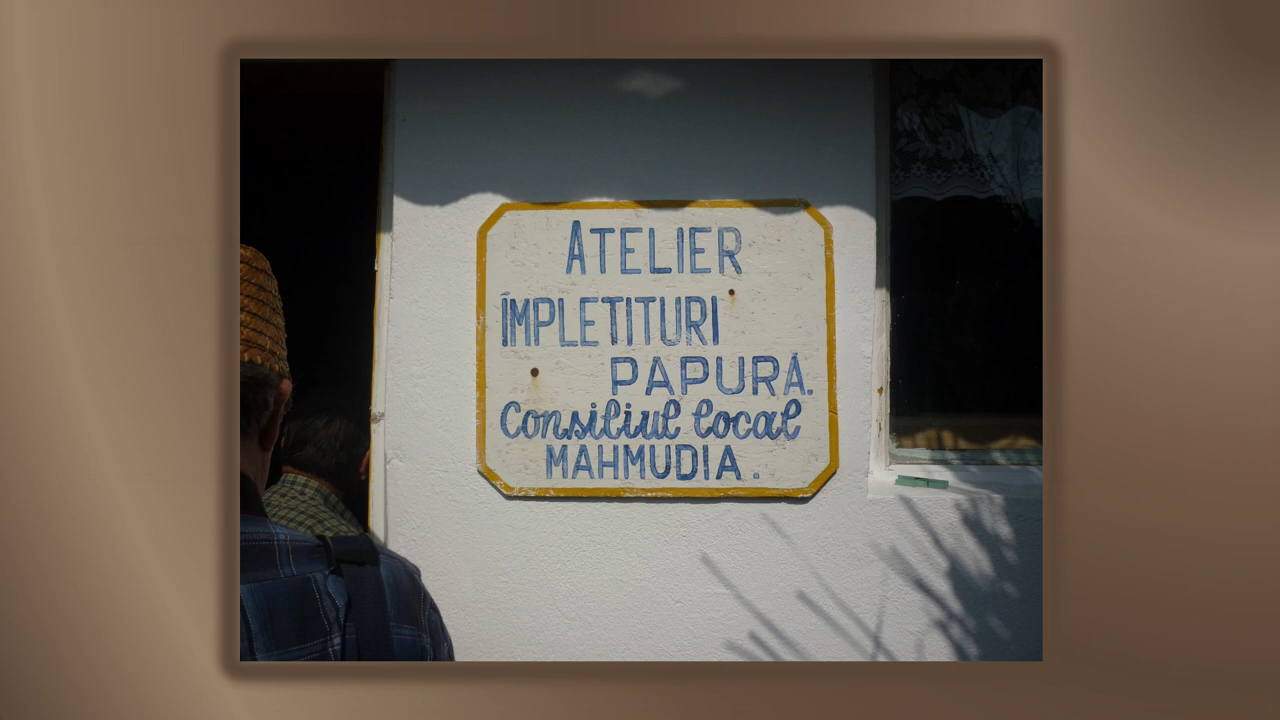 ATELIER
ÎMPLETITURI
PAPURA.
Consiliul local
MAHMUDIA.